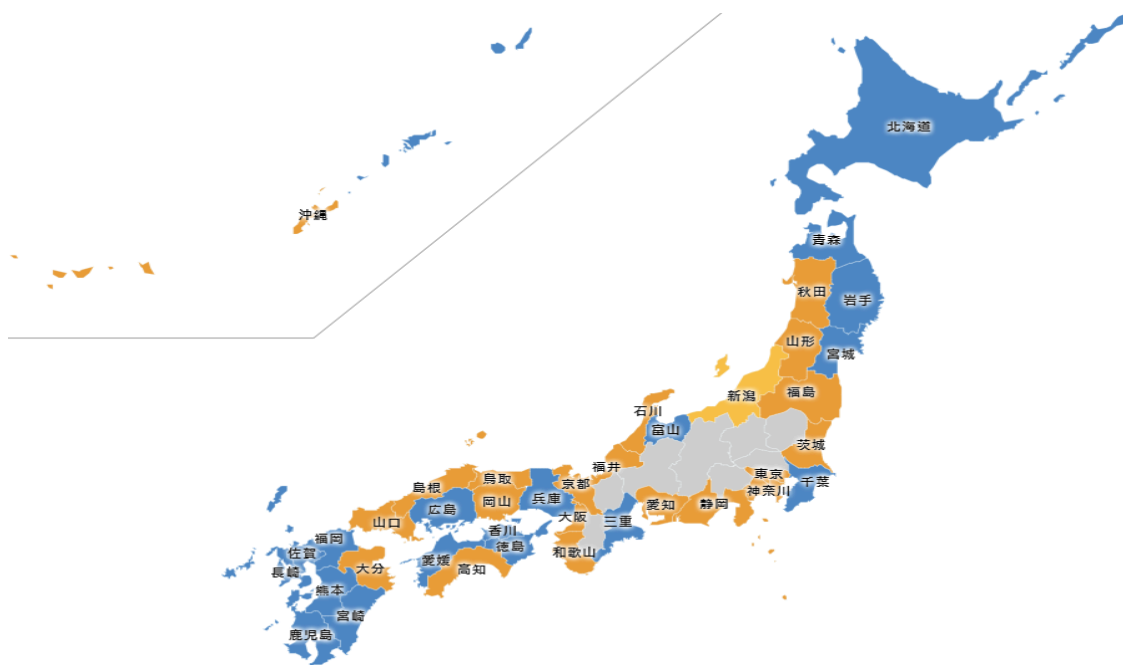 北海道
青森
沖縄
秋田
岩手
山形
宮城
新潟
福島
石川
富山
茨城
福井
東京
千葉
神奈川
鳥取
京都
島根
岡山
兵庫
愛知
静岡
広島
大阪
三重
山口
香川
福岡
徳島
佐賀
愛媛
和歌山
大分
高知
長崎
熊本
宮崎
鹿児島